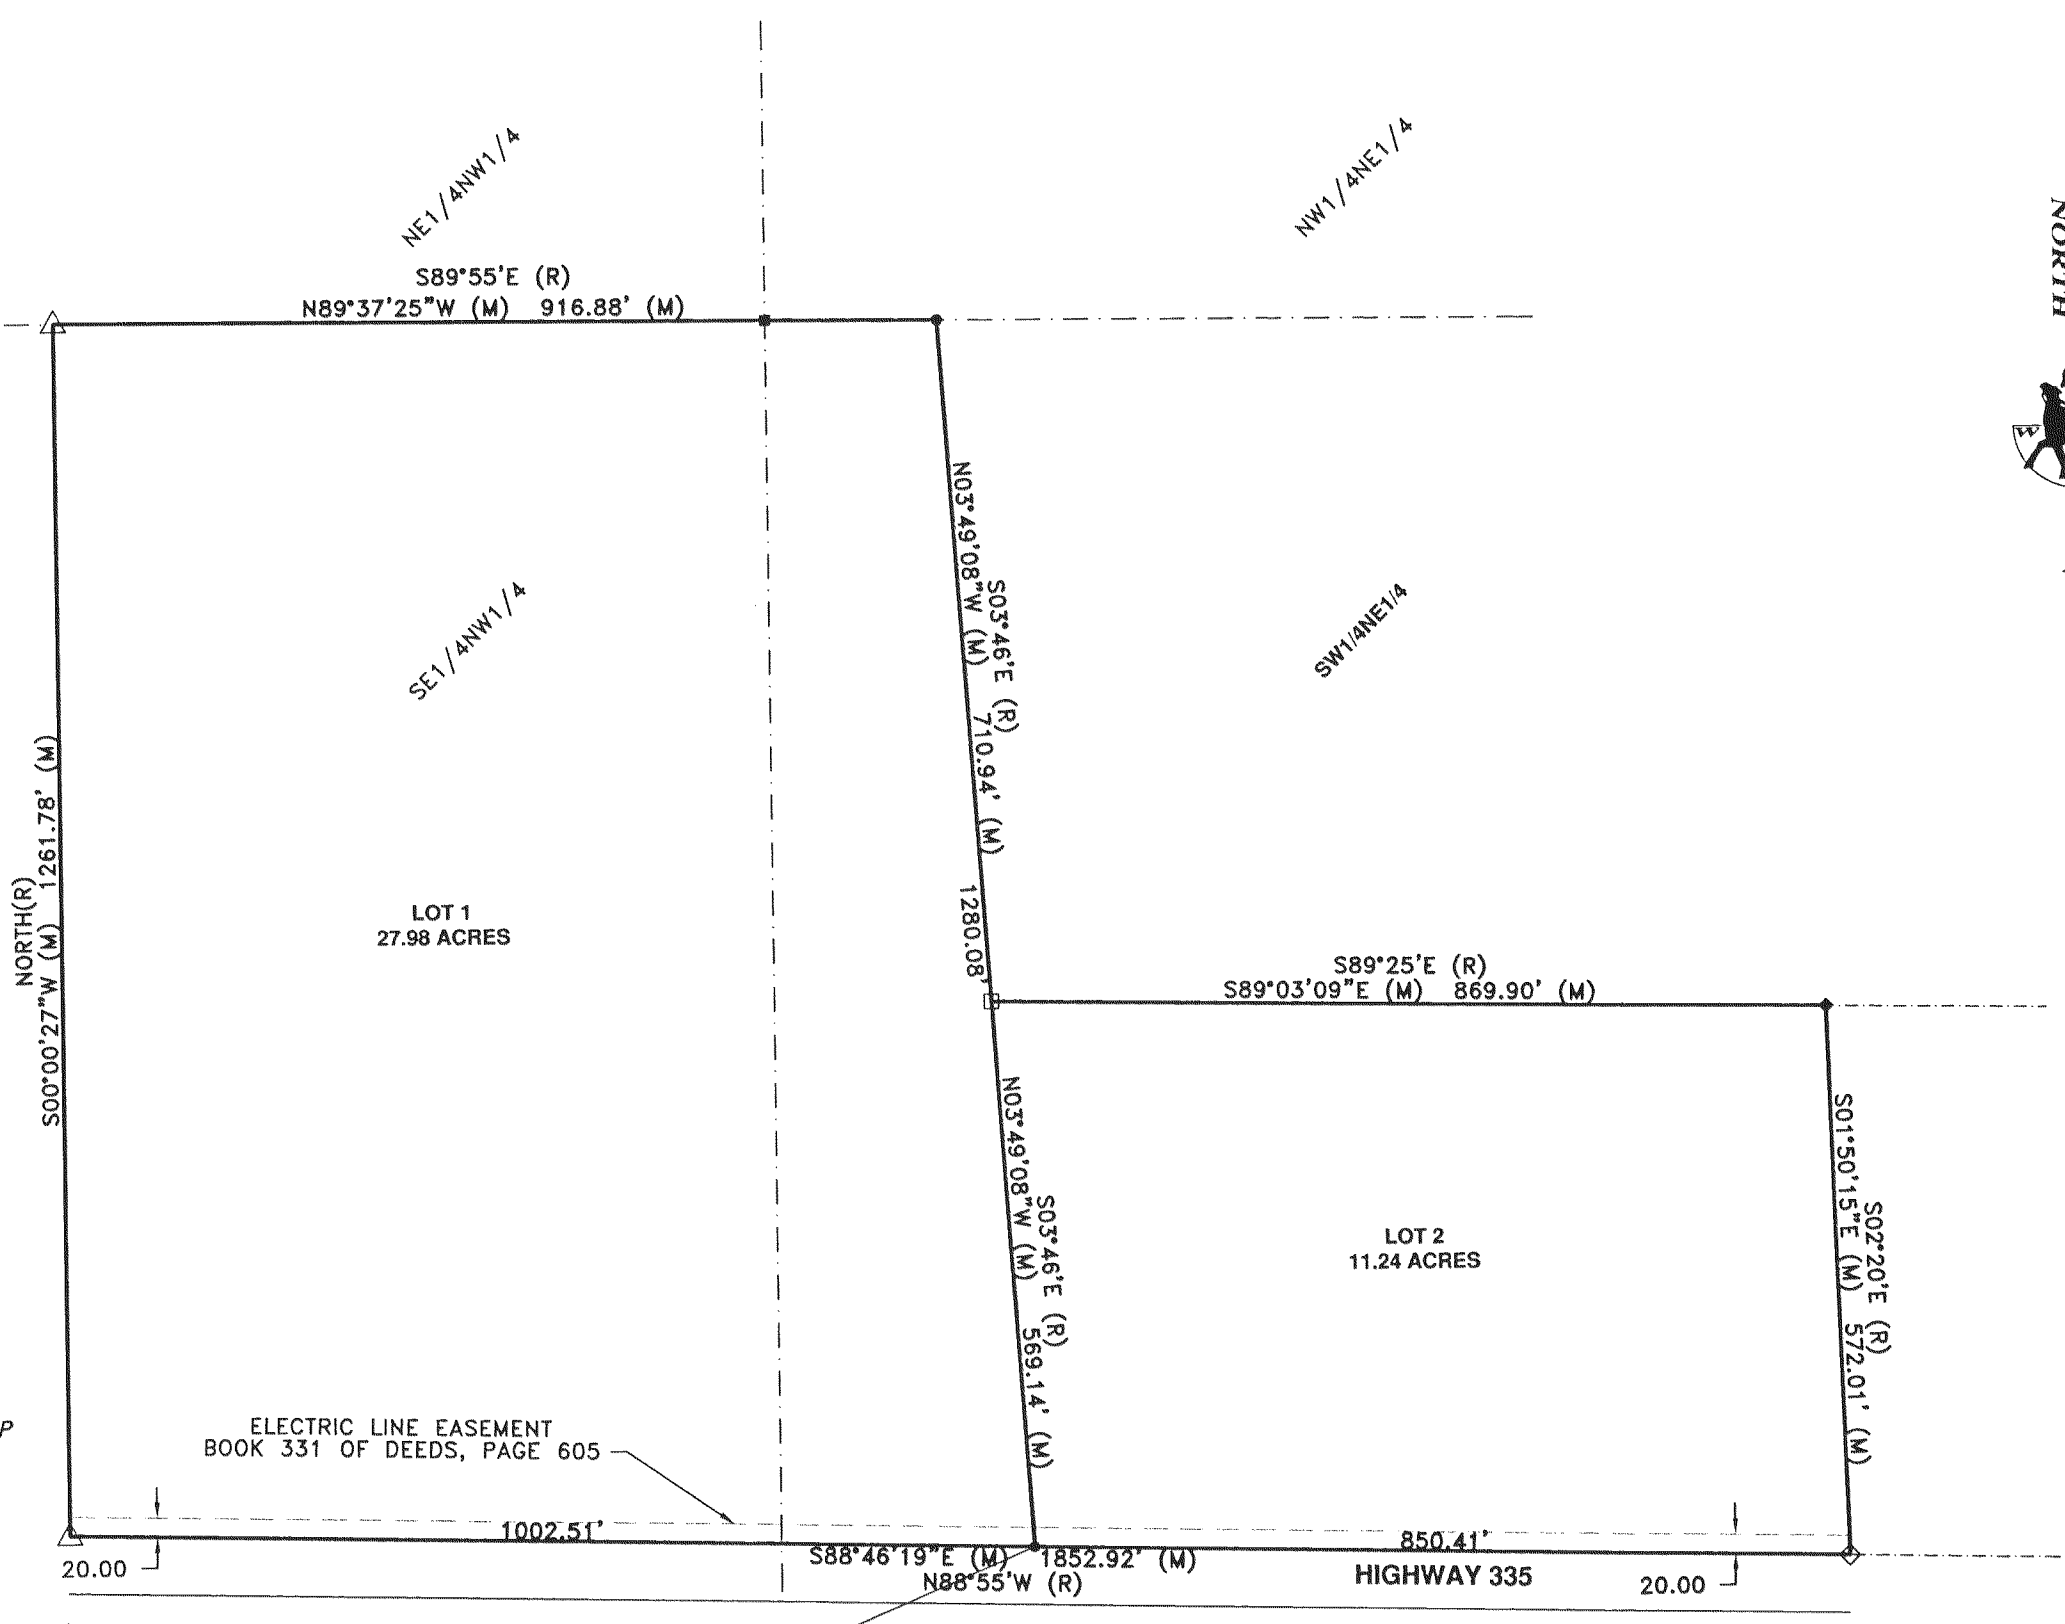 NE1/4NW1/4
NW1/4NE1/4
NORTH
S89°55'E (R)
N89°37'25"W (M) 916.88' (M)
W
N03°49'08"W (M) 710.94' (M)
S03°46'E (R)
SE1/4NW1/4
SW1/4NE1/4
NORTH(R)
S00°00'27"W (M) 1261.78' (M)
LOT 1
27.98 ACRES
1280.08'
S89°25'E (R)
S89°03'09"E (M) 869.90' (M)
N03°49'08"W (M) 569.14' (M)
S03°46'E (R)
LOT 2
11.24 ACRES
S01°50'15"E (M) 572.01' (M)
S02°20'E (R)
P
ELECTRIC LINE EASEMENT
BOOK 331 OF DEEDS, PAGE 605
1002.51'
850.41'
S88°46'19"E (M) 1852.92' (M)
N88°55'W (R)
HIGHWAY 335
20.00
20.00